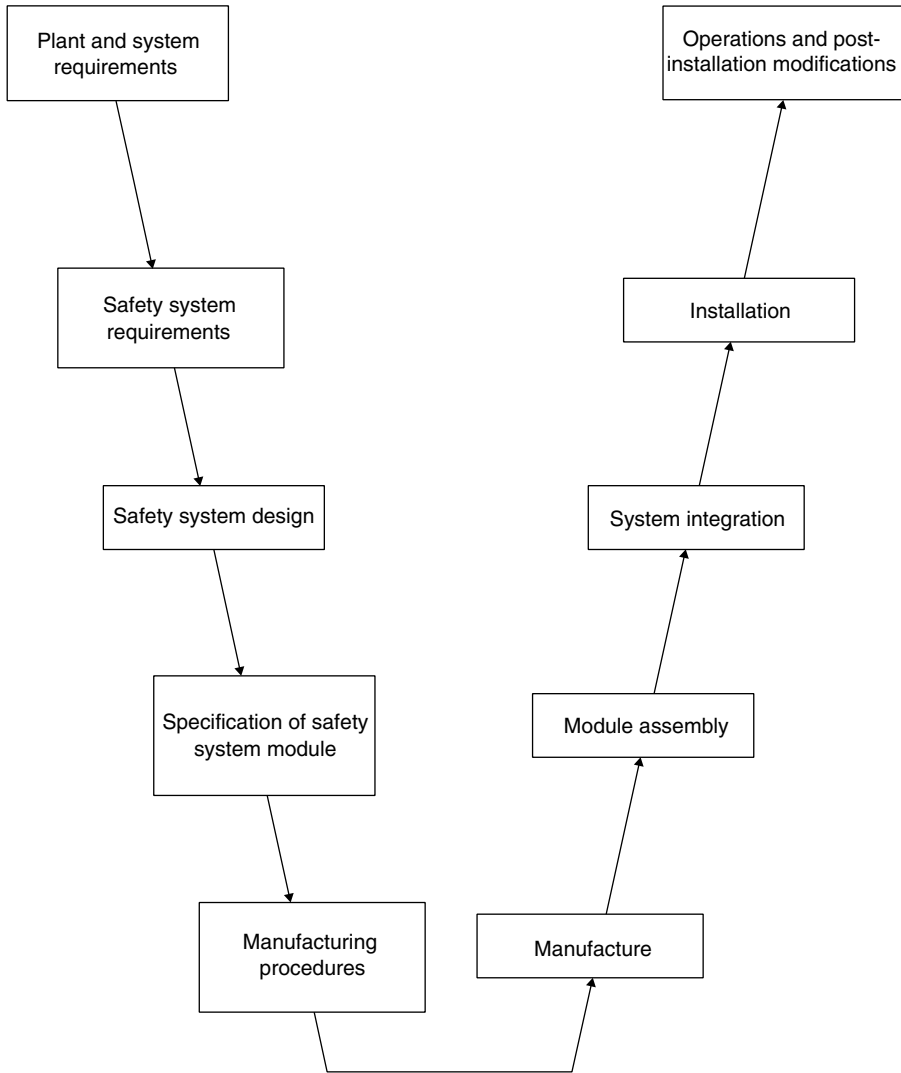 Plant and system
requirements
Safety system
requirements
Safety system design
Specification of safety
system module
Manufacturing
procedures
Manufacture
Module assembly
System integration
Installation
Operations and post-
installation modifications